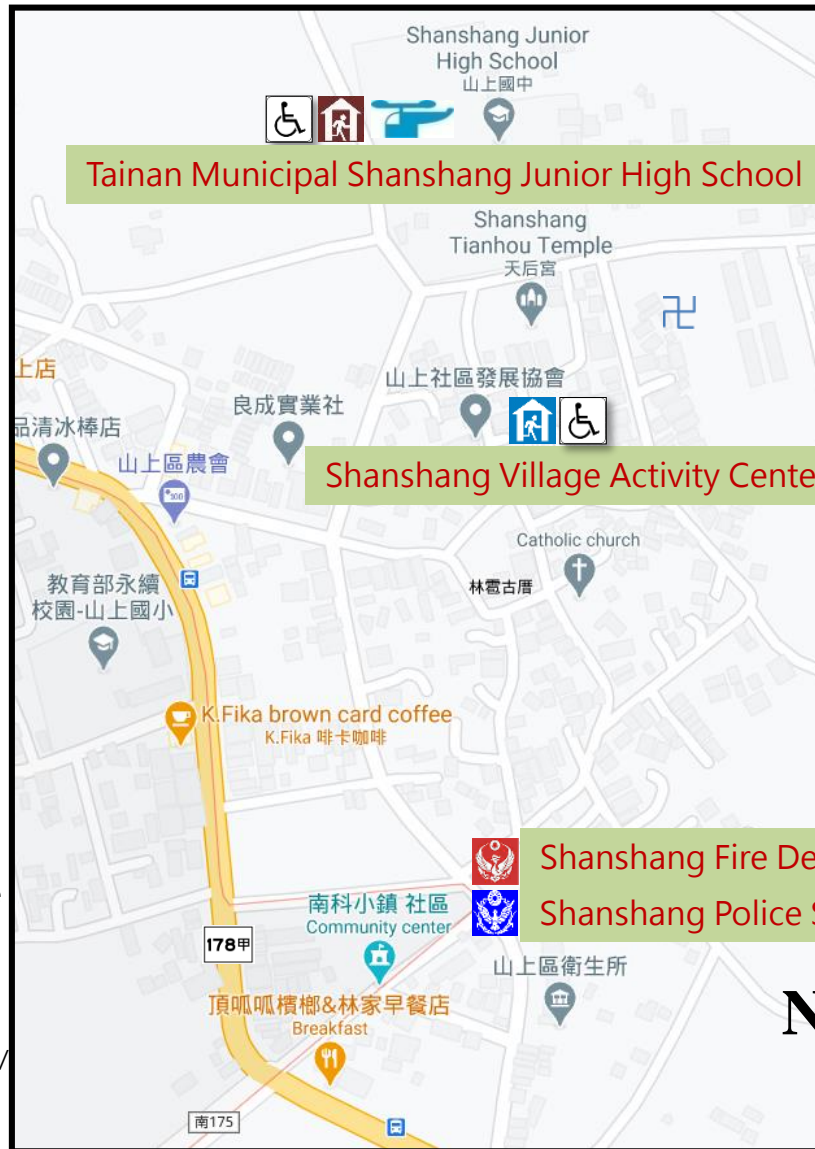 Shanshang Junior
High School
山上國中
Tainan Municipal Shanshang Junior High School
Shanshang
Tianhou Temple
天后宮
卍
上店
山上社區發展協會
良成實業社
品清冰棒店
山上區農會
Shanshang Village Activity Cente
Catholic church
林雹古厝
教育部永續
校園-山上國小
K.Fika brown card coffee
K.Fika 啡卡咖啡
Shanshang Fire De
南科小鎮 社區
Community center
Shanshang Police S
178甲
山上區衛生所
頂呱呱檳榔&林家早餐店
Breakfast
N
/
南175